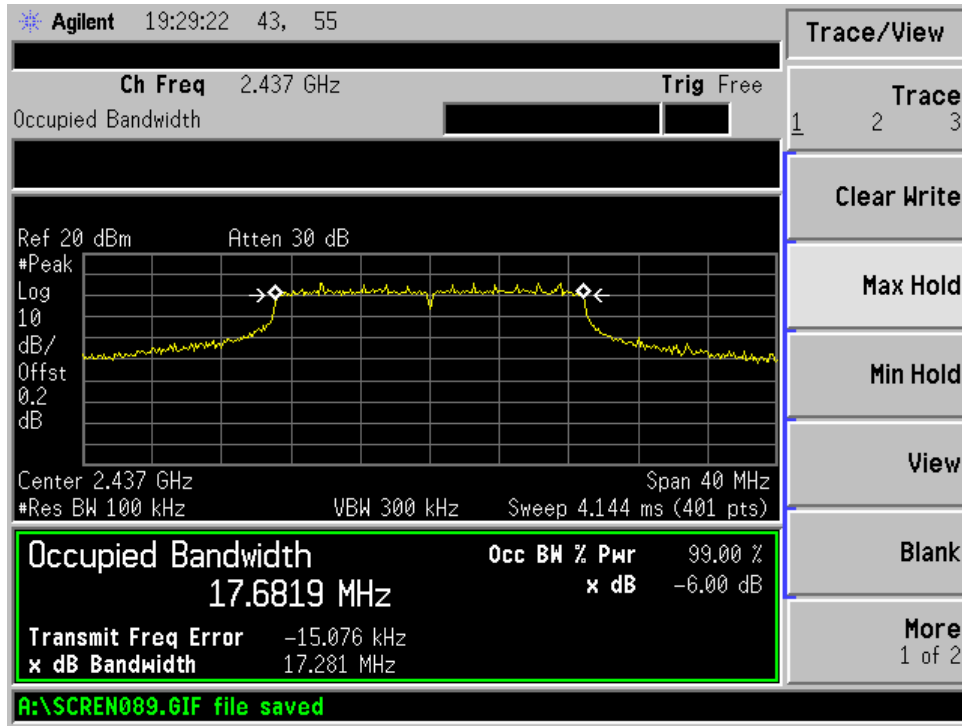 Agilent 19:29:22 43, 55
Trace/View
Ch Freq 2.437 GHz Trig Free
Occupied Bandwidth
Trace
1 2 3
Clear Write
Ref 20 dBm Atten 30 dB
#Peak
Log
10
dB/
Offst
0.2
dB
Max Hold
Min Hold
View
Center 2.437 GHz Span 40 MHz
#Res BW 100 kHz VBW 300 kHz Sweep 4.144 ms (401 pts)
Occupied Bandwidth Occ BW % Pwr 99.00 %
17.6819 MHz x dB -6.00 dB
Transmit Freq Error -15.076 kHz
x dB Bandwidth 17.281 MHz
Blank
More
1 of 2
A:\SCREN089.GIF file saved